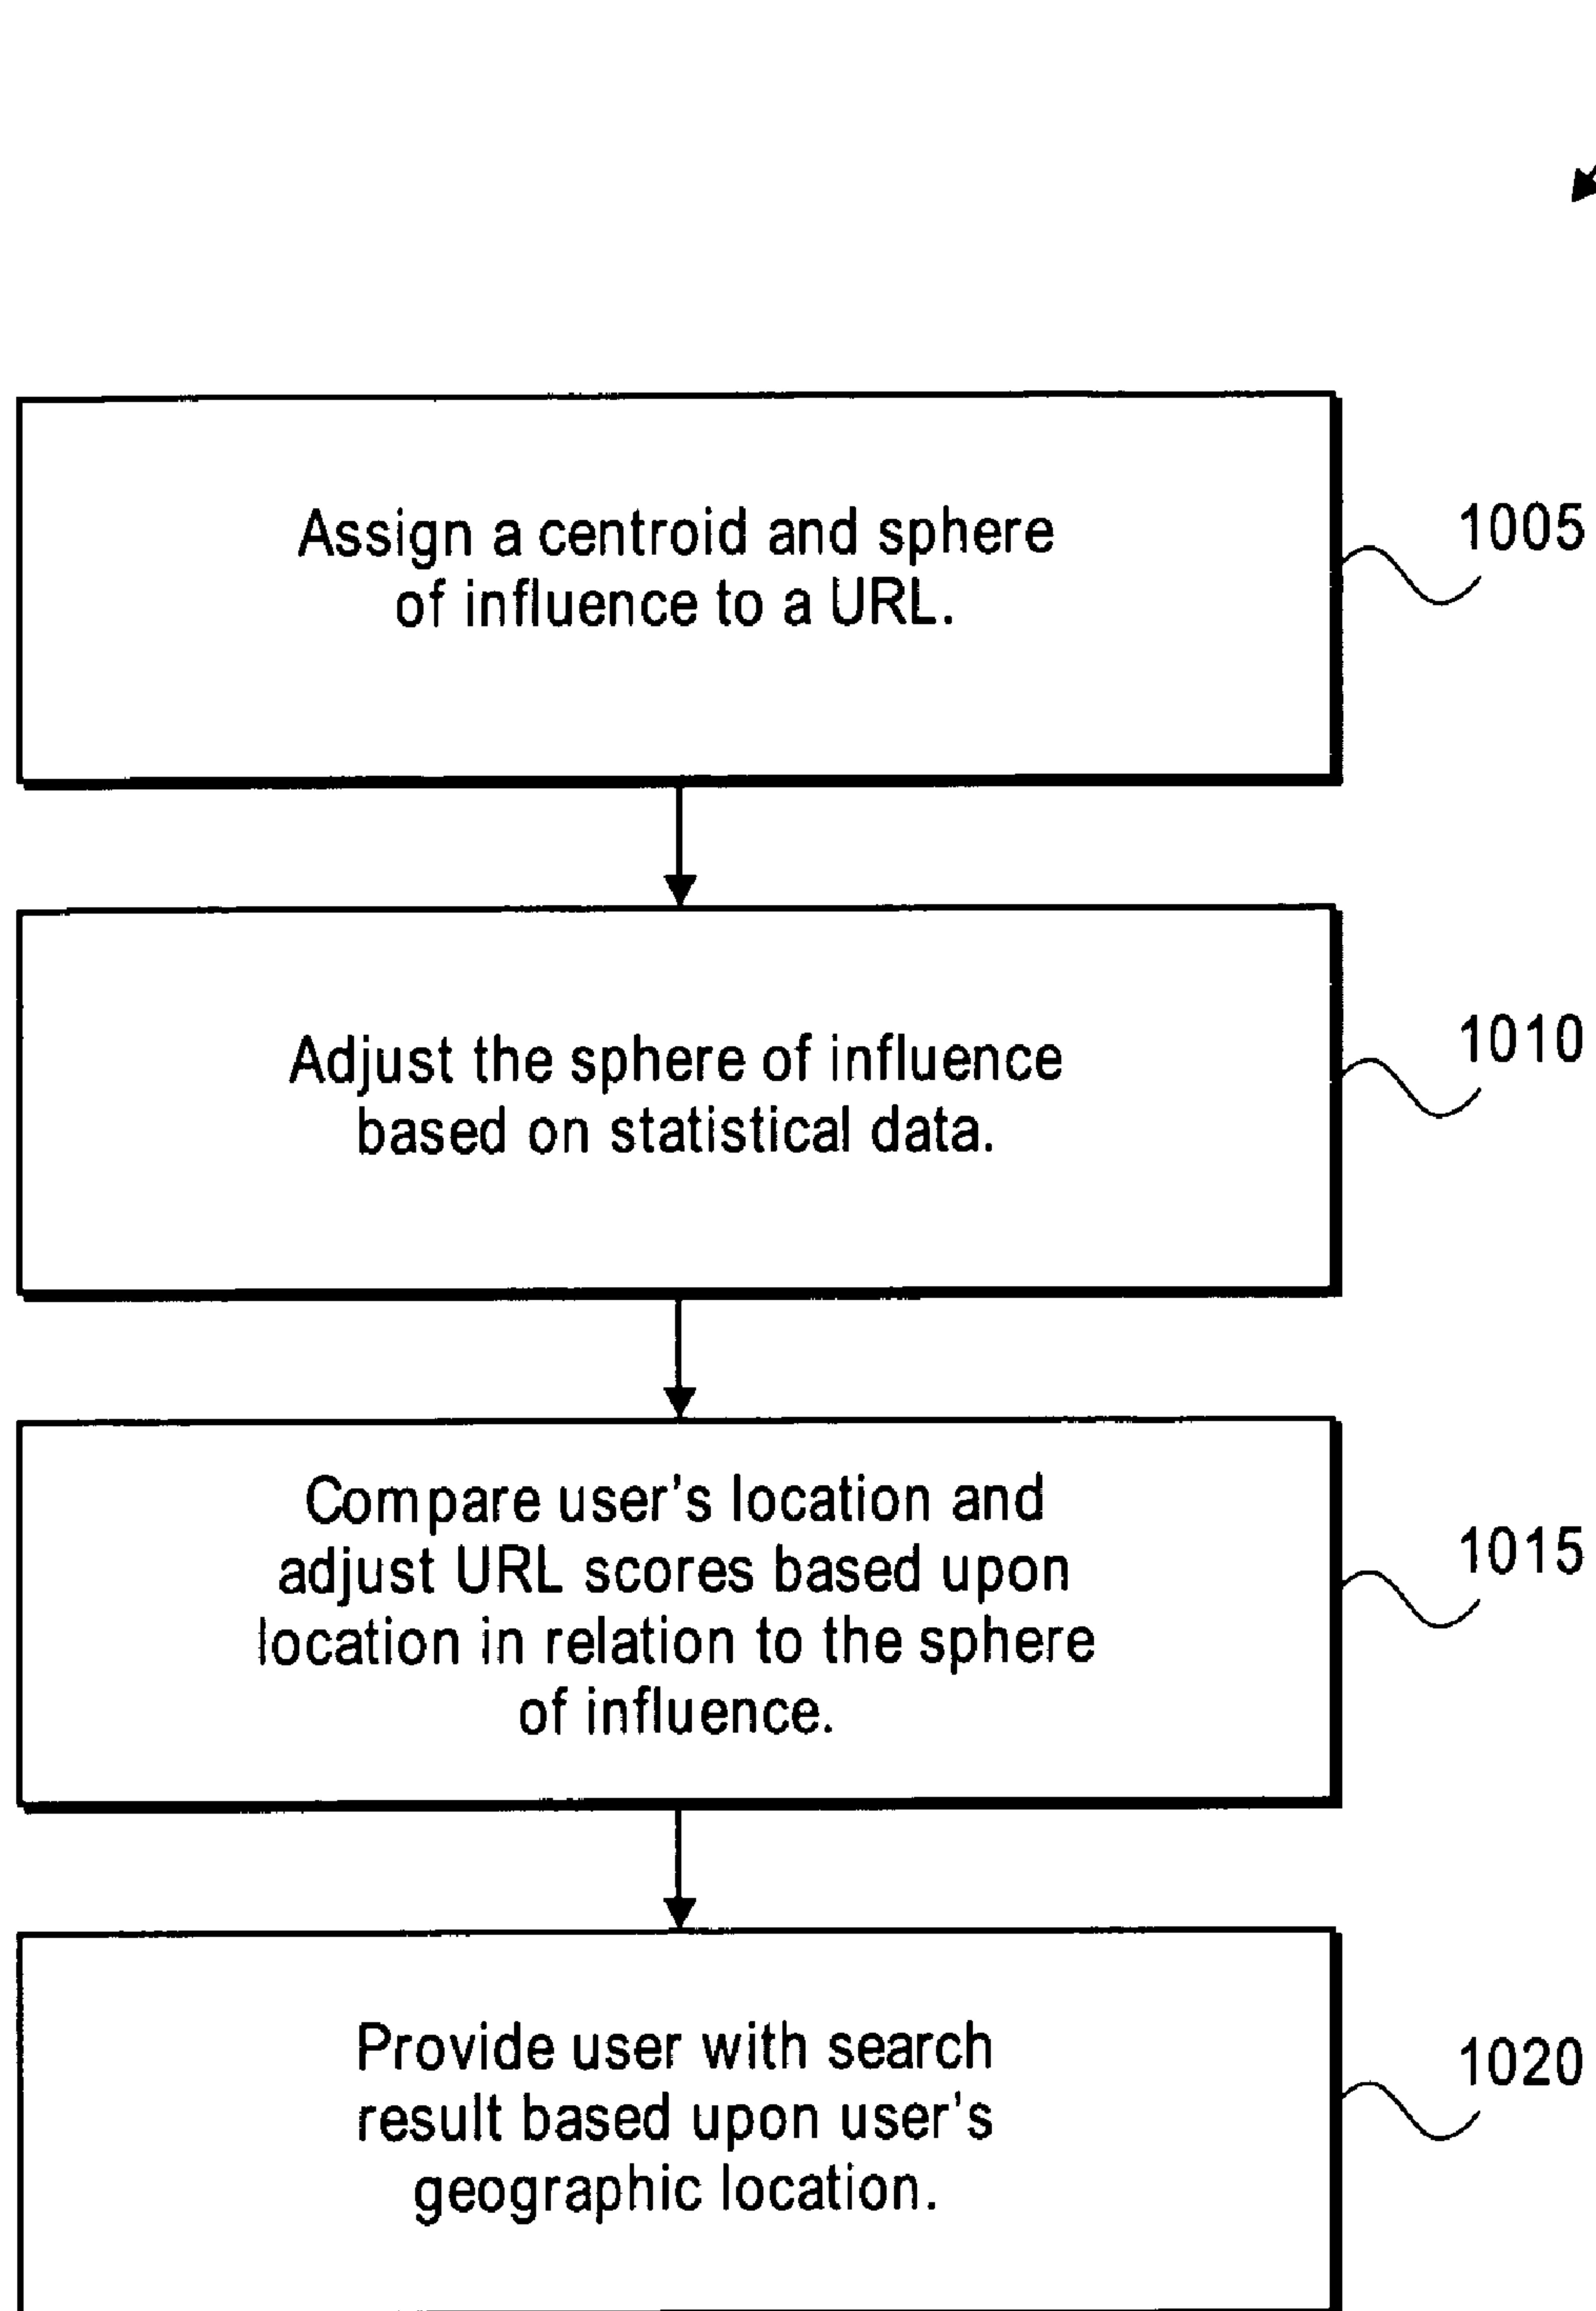 Assign a centroid and sphere
of influence to a URL.
1005
Adjust the sphere of influence
based on statistical data.
1010
Compare user's location and
adjust URL scores based upon
location in relation to the sphere
of influence.
1015
Provide user with search
result based upon user's
geographic location.
1020